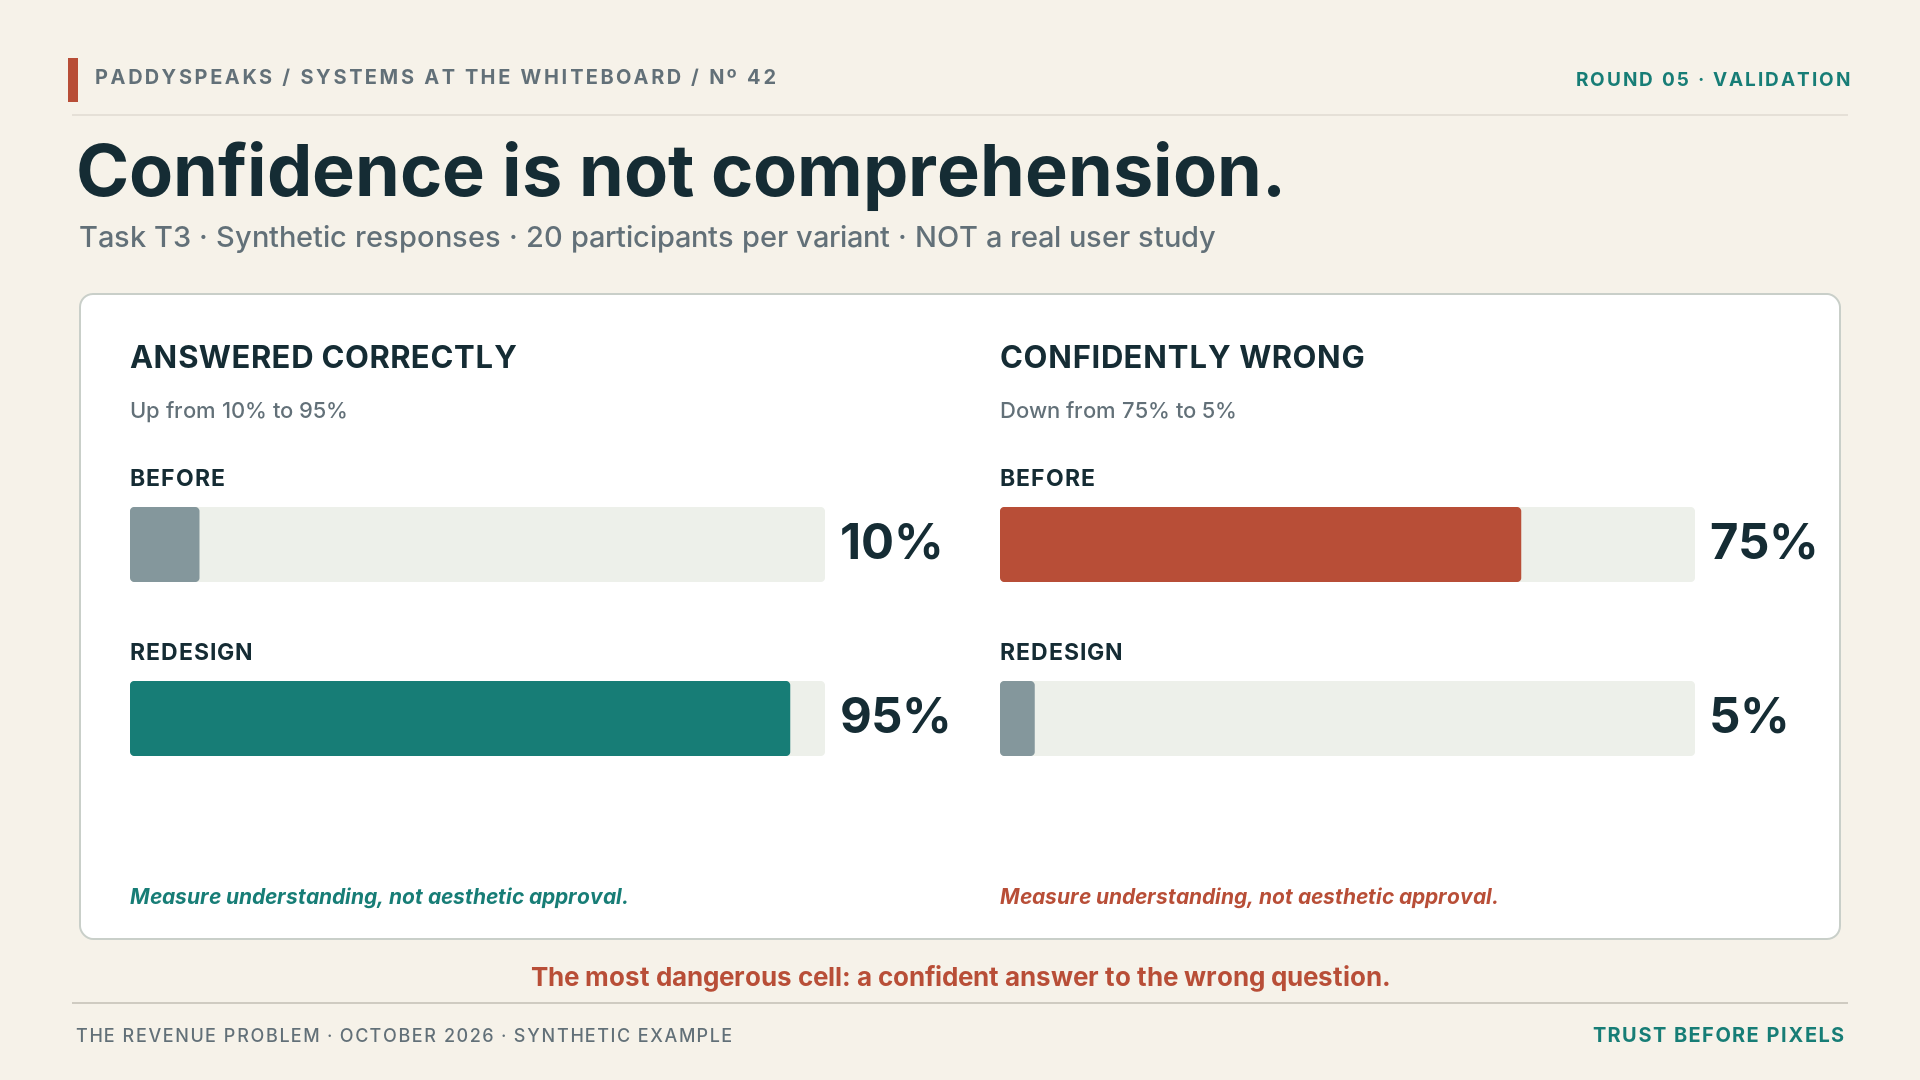 PADDYSPEAKS / SYSTEMS AT THE WHITEBOARD / Nº 42
ROUND 05 · VALIDATION
Confidence is not comprehension.
Task T3 · Synthetic responses · 20 participants per variant · NOT a real user study
ANSWERED CORRECTLY
Up from 10% to 95%
BEFORE
10%
REDESIGN
95%
Measure understanding, not aesthetic approval.
CONFIDENTLY WRONG
Down from 75% to 5%
BEFORE
75%
REDESIGN
5%
Measure understanding, not aesthetic approval.
The most dangerous cell: a confident answer to the wrong question.
THE REVENUE PROBLEM · OCTOBER 2026 · SYNTHETIC EXAMPLE
TRUST BEFORE PIXELS